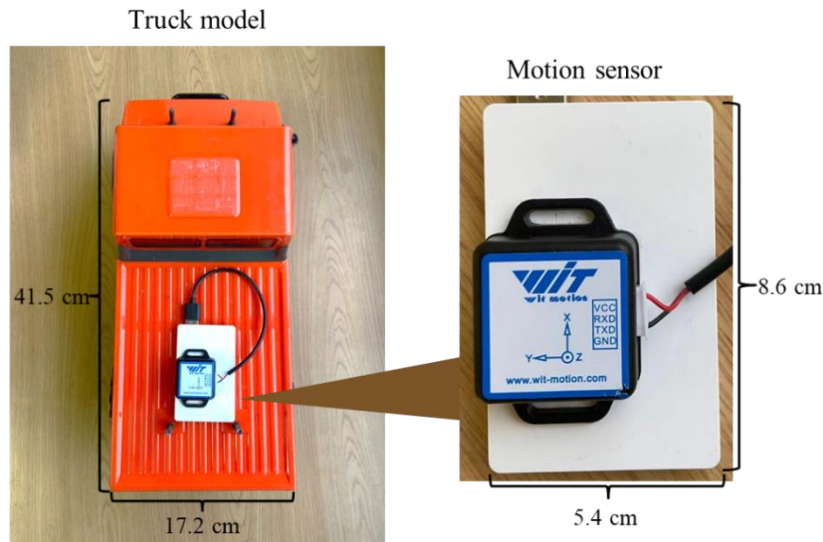 Truck model
Motion sensor
41.5 cm
17.2 cm
8.6 cm
5.4 cm
WIT
wit motion
VCC
RXD
TXD
GND
X
Y
Z
www.wit-motion.com
WIT